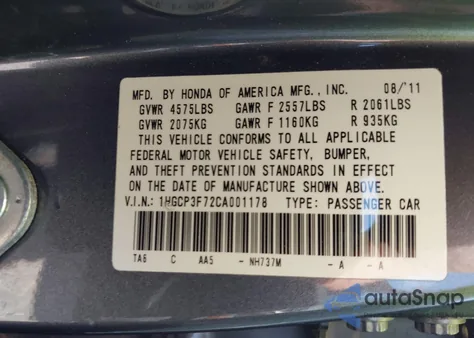 MFD. BY HONDA OF AMERICA MFG., INC. 08/'11
GVWR 4575LBS GAWR F 2557LBS R 2061LBS
GVWR 2075KG GAWR F 1160KG R 935KG
THIS VEHICLE CONFORMS TO ALL APPLICABLE
FEDERAL MOTOR VEHICLE SAFETY, BUMPER,
AND THEFT PREVENTION STANDARDS IN EFFECT
ON THE DATE OF MANUFACTURE SHOWN ABOVE.
V.I.N.: 1HGCP3F72CA001178 TYPE: PASSENGER CAR
TA6 C AA5 - NH737M - A - A
autoSnap